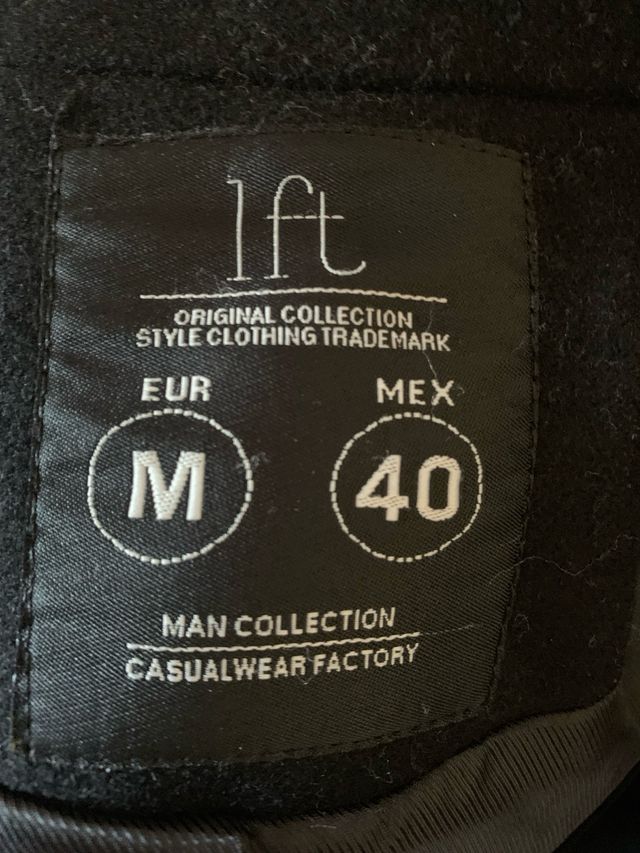 lft
ORIGINAL COLLECTION
STYLE CLOTHING TRADEMARK
EUR MEX
M 40
MAN COLLECTION
CASUALWEAR FACTORY